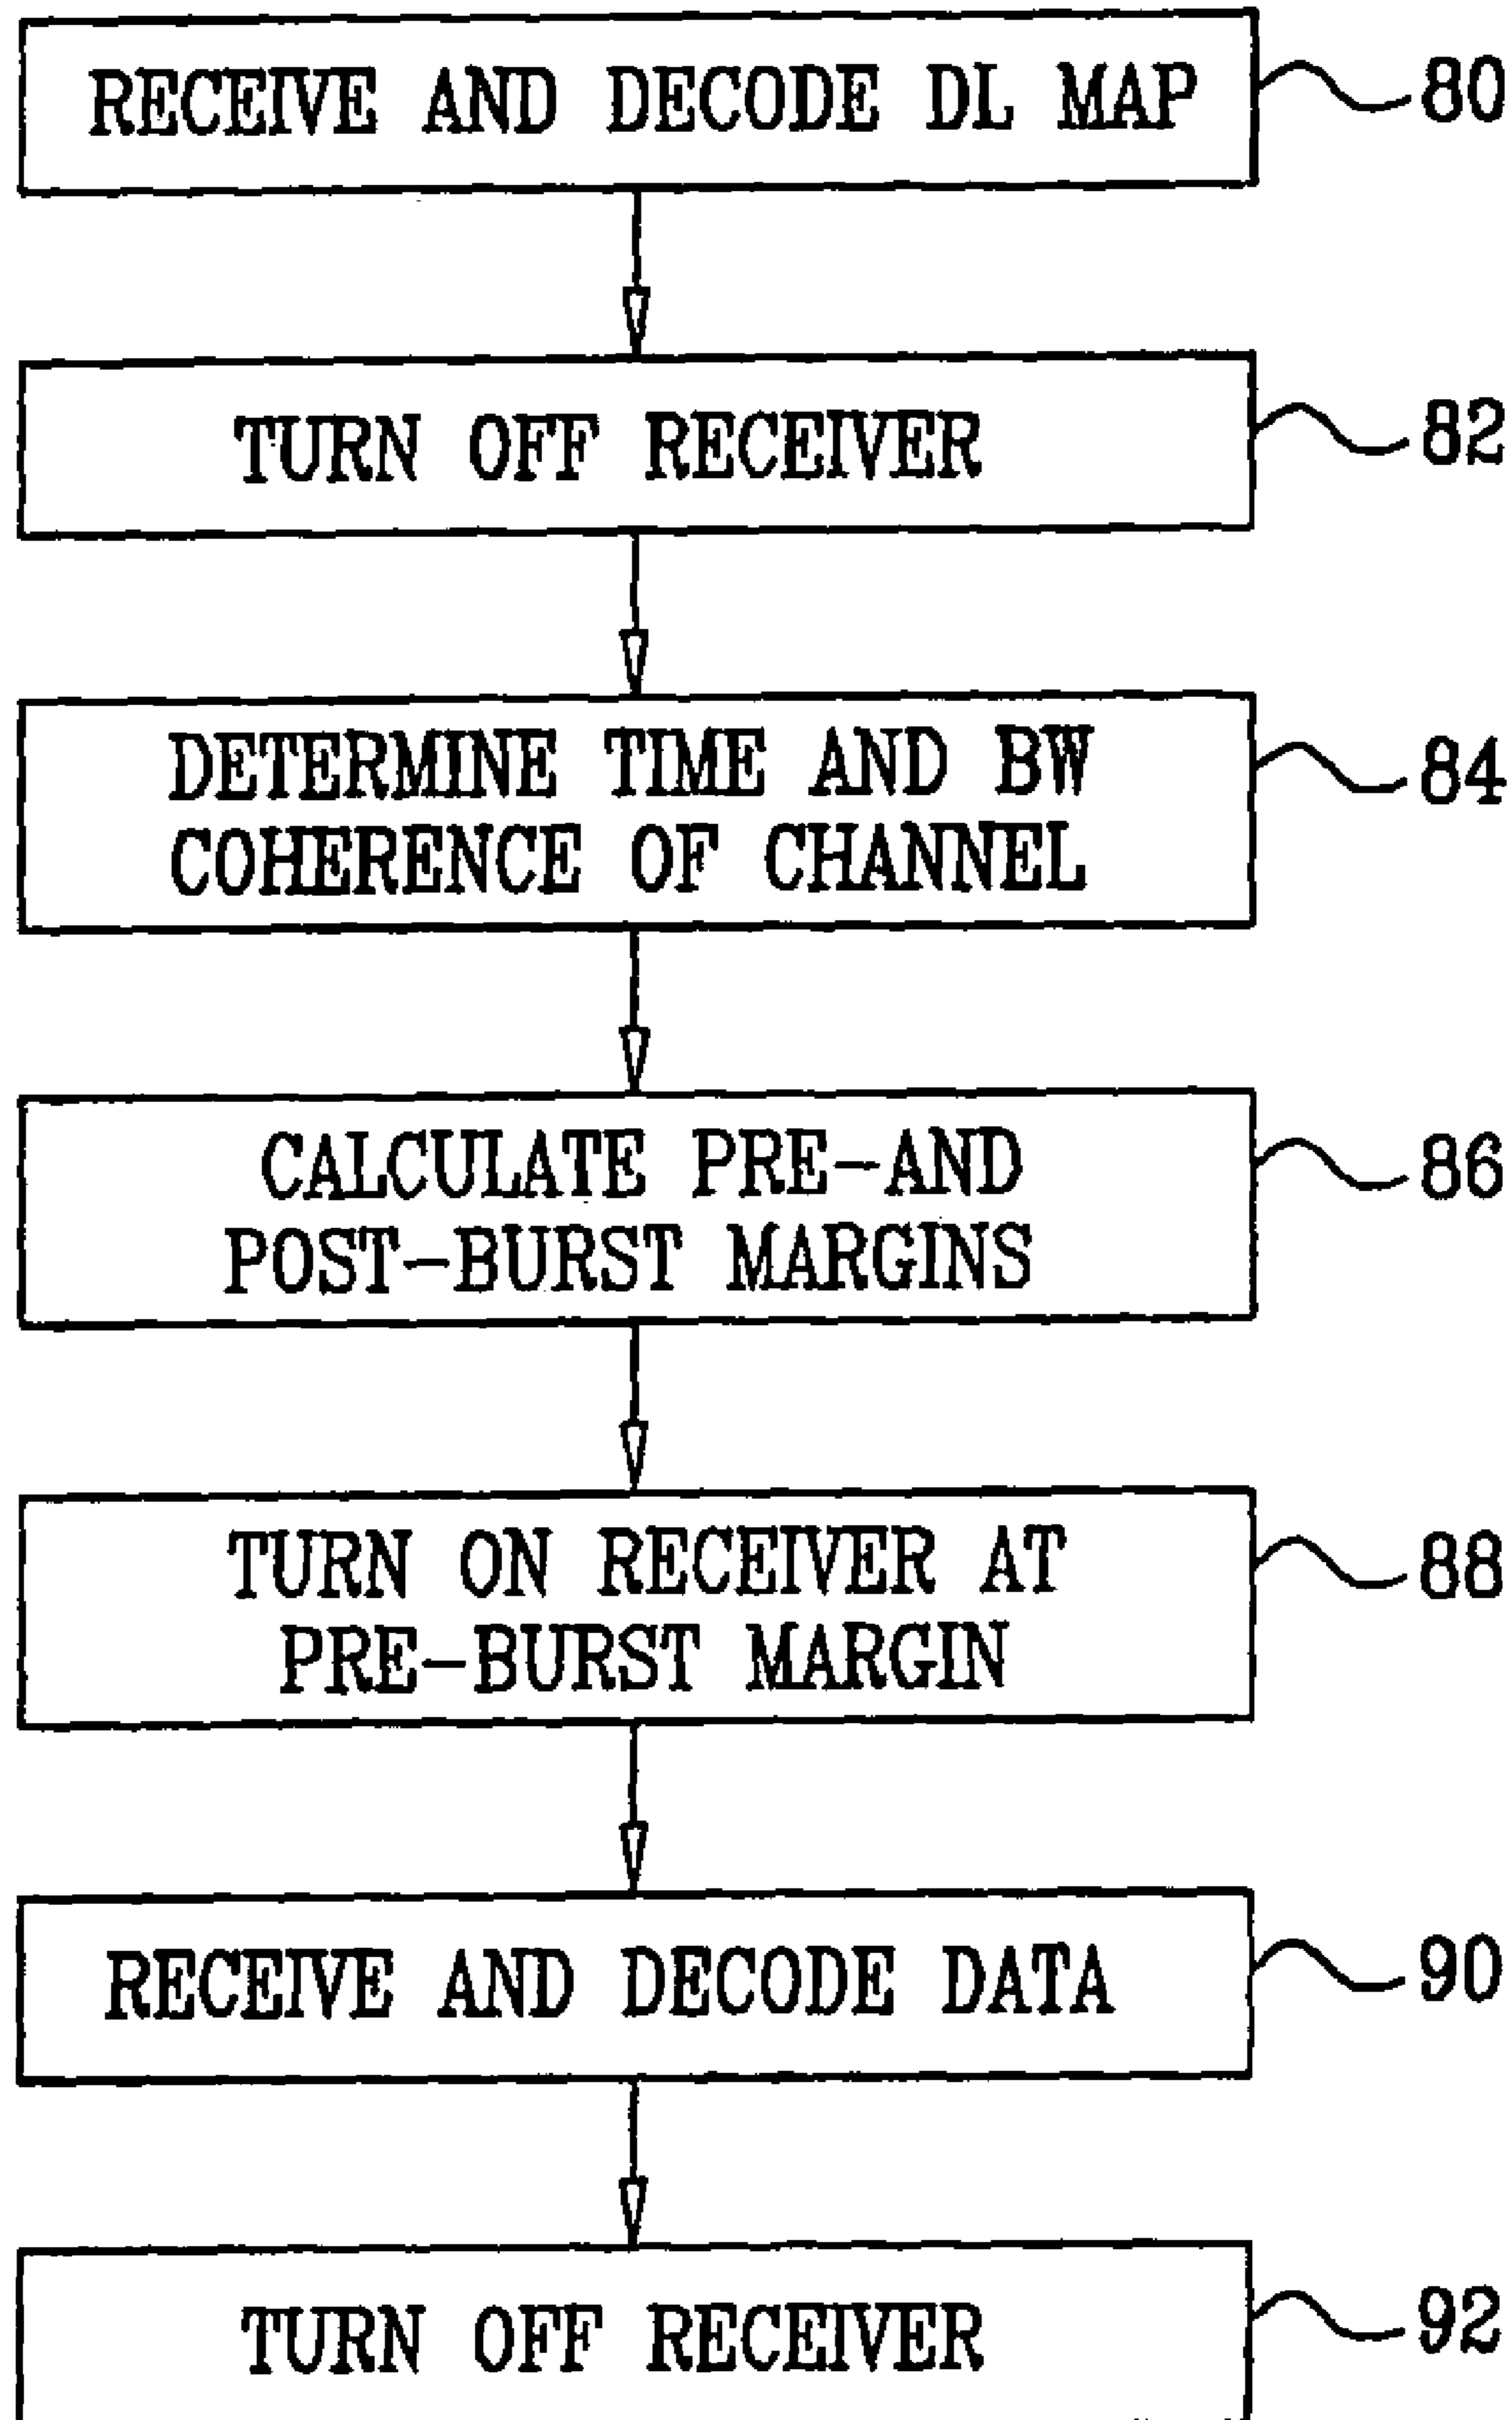 RECEIVE AND DECODE DL MAP
80
TURN OFF RECEIVER
82
DETERMINE TIME AND BW
COHERENCE OF CHANNEL
84
CALCULATE PRE-AND
POST-BURST MARGINS
86
TURN ON RECEIVER AT
PRE-BURST MARGIN
88
RECEIVE AND DECODE DATA
90
TURN OFF RECEIVER
92